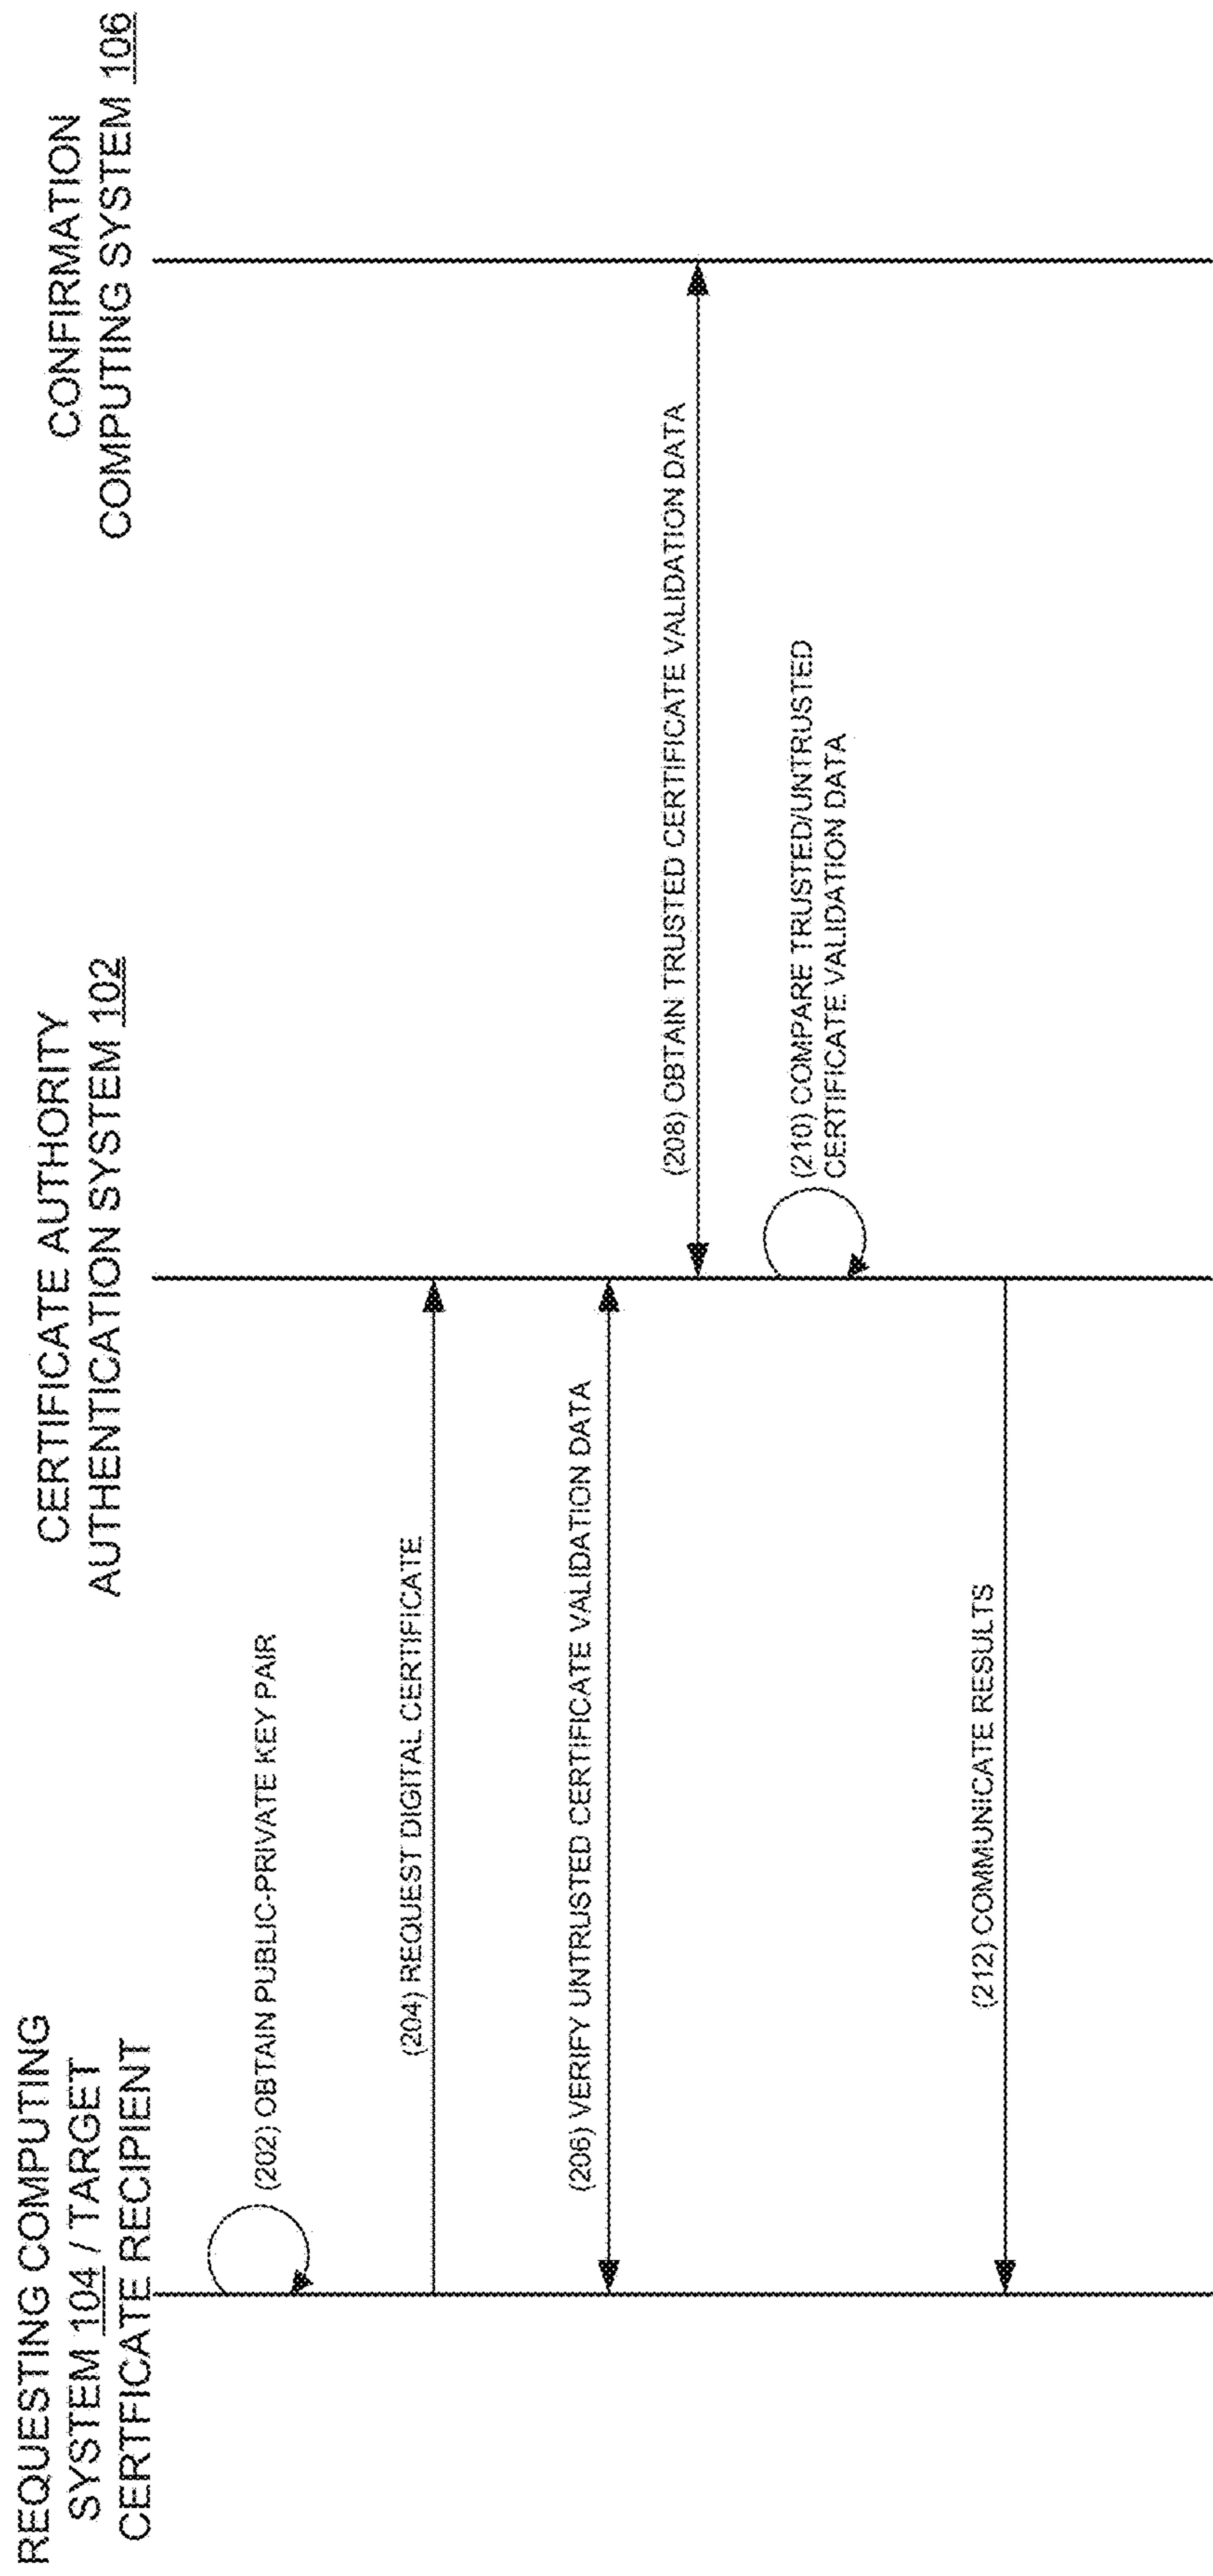 REQUESTING COMPUTING
SYSTEM 104 / TARGET
CERTFICATE RECIPIENT
CERTIFICATE AUTHORITY
AUTHENTICATION SYSTEM 102
CONFIRMATION
COMPUTING SYSTEM 106
(202) OBTAIN PUBLIC-PRIVATE KEY PAIR
(204) REQUEST DIGITAL CERTIFICATE
(206) VERIFY UNTRUSTED CERTIFICATE VALIDATION DATA
(208) OBTAIN TRUSTED CERTIFICATE VALIDATION DATA
(210) COMPARE TRUSTED/UNTRUSTED
CERTIFICATE VALIDATION DATA
(212) COMMUNICATE RESULTS